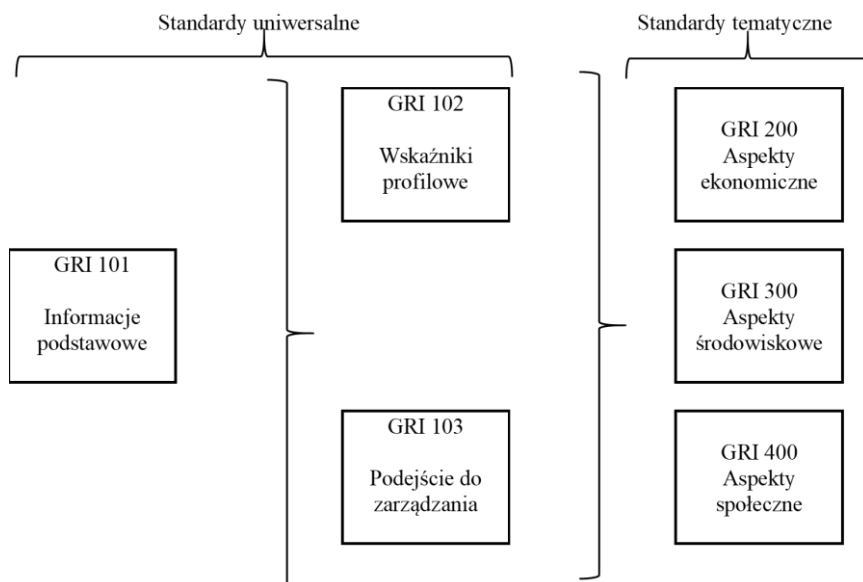 Standardy uniwersalne
Standardy tematyczne
GRI 101
Informacje
podstawowe
GRI 102
Wskaźniki
profilowe
GRI 103
Podejście do
zarządzania
GRI 200
Aspekty
ekonomiczne
GRI 300
Aspekty
środowiskowe
GRI 400
Aspekty
społeczne